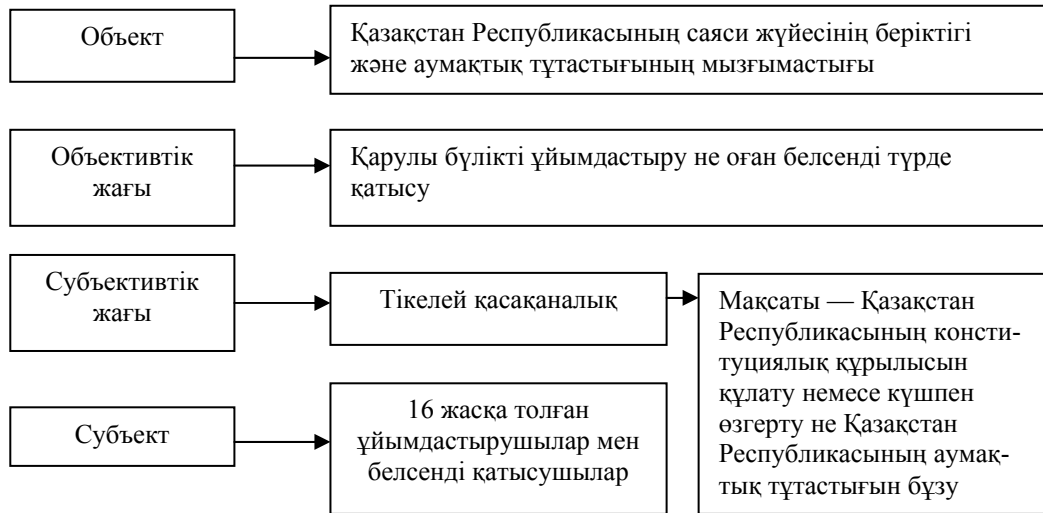 Объект
Қазақстан Республикасының саяси жүйесінің беріктігі
және аумақтық тұтастығының мызғымастығы
Объективтік
жағы
Қарулы бүлікті ұйымдастыру не оған белсенді түрде
қатысу
Субъективтік
жағы
Тікелей қасақаналық
Мақсаты — Қазақстан
Республикасының консти-
туциялық құрылысын
құлату немесе күшпен
өзгерту не Қазақстан
Республикасының аумақ-
тық тұтастығын бұзу
Субъект
16 жасқа толған
ұйымдастырушылар мен
белсенді қатысушылар